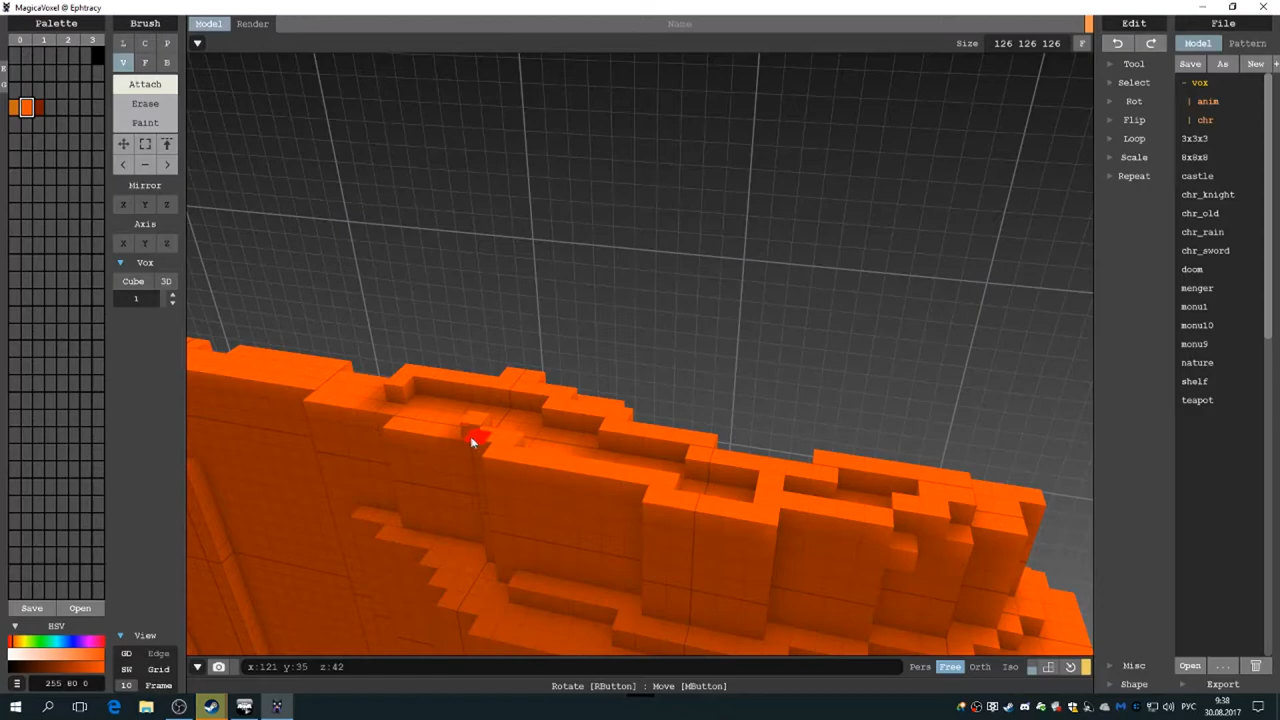 MagicaVoxel @ Ephtracy
Palette
Brush
Model Render
Name
Edit
File
0 1 2 3
L C P
Size 126 126 126 F
Model Pattern
V F B
Tool
Save As New +
Attach
Select
- vox
Erase
Rot
| anim
Paint
Flip
| chr
Loop
3x3x3
< – >
Scale
8x8x8
Repeat
castle
Mirror
chr_knight
X Y Z
chr_old
Axis
chr_rain
X Y Z
chr_sword
Vox
doom
Cube 3D
menger
1
monu1
monu10
monu9
nature
shelf
teapot
Save Open
HSV
View
GD Edge
SW Grid
x:121 y:35 z:42
Pers Free Orth Iso
Misc
Open ...
255 80 0
10 Frame
Rotate [RButton] : Move [MButton]
Shape
Export
РУС
9:38
30.08.2017